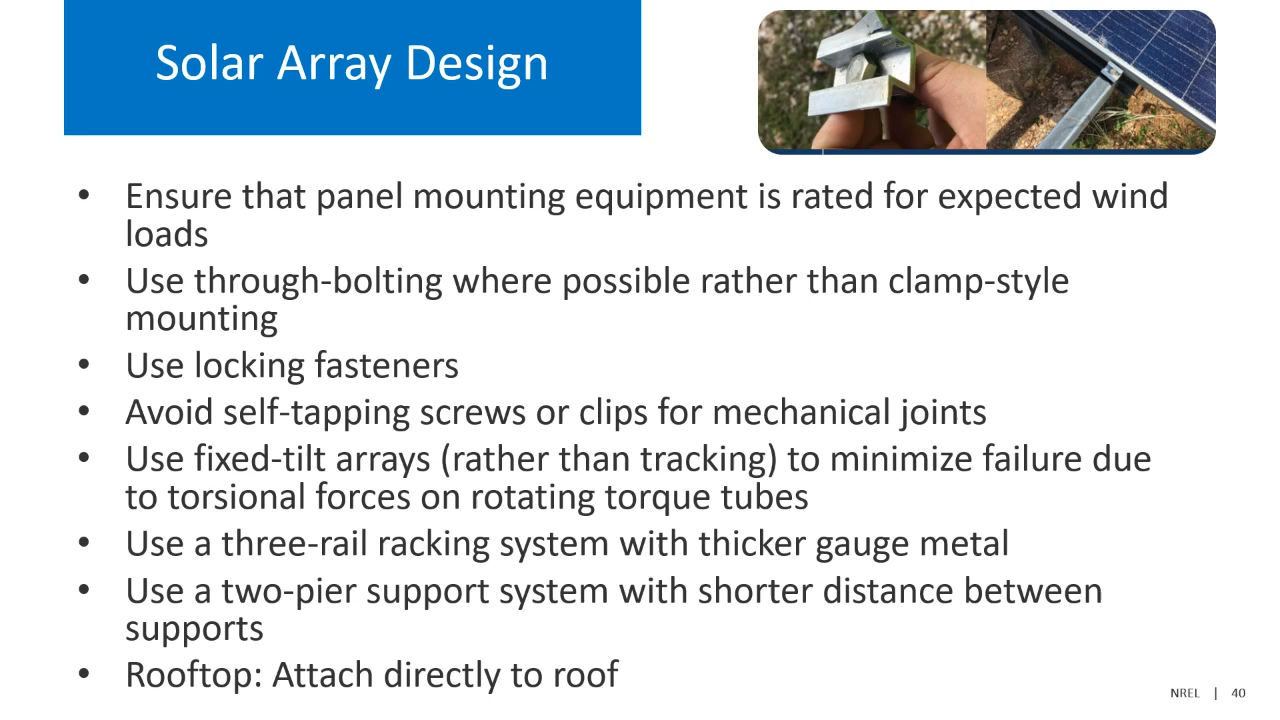 Solar Array Design
• Ensure that panel mounting equipment is rated for expected wind
loads
• Use through-bolting where possible rather than clamp-style
mounting
• Use locking fasteners
• Avoid self-tapping screws or clips for mechanical joints
• Use fixed-tilt arrays (rather than tracking) to minimize failure due
to torsional forces on rotating torque tubes
• Use a three-rail racking system with thicker gauge metal
• Use a two-pier support system with shorter distance between
supports
• Rooftop: Attach directly to roof
NREL | 40